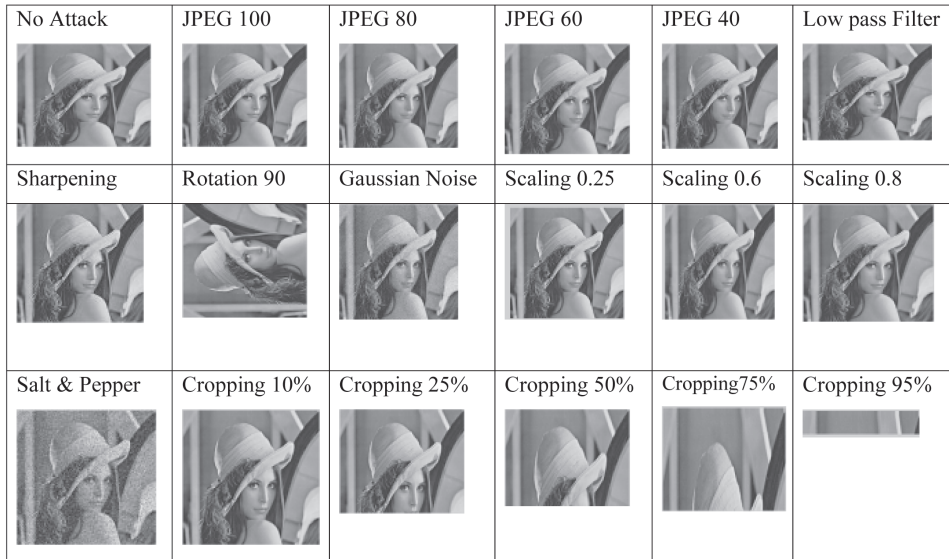 No Attack
JPEG 100
JPEG 80
JPEG 60
JPEG 40
Low pass Filter
Sharpening
Rotation 90
Gaussian Noise
Scaling 0.25
Scaling 0.6
Scaling 0.8
Salt & Pepper
Cropping 10%
Cropping 25%
Cropping 50%
Cropping75%
Cropping 95%